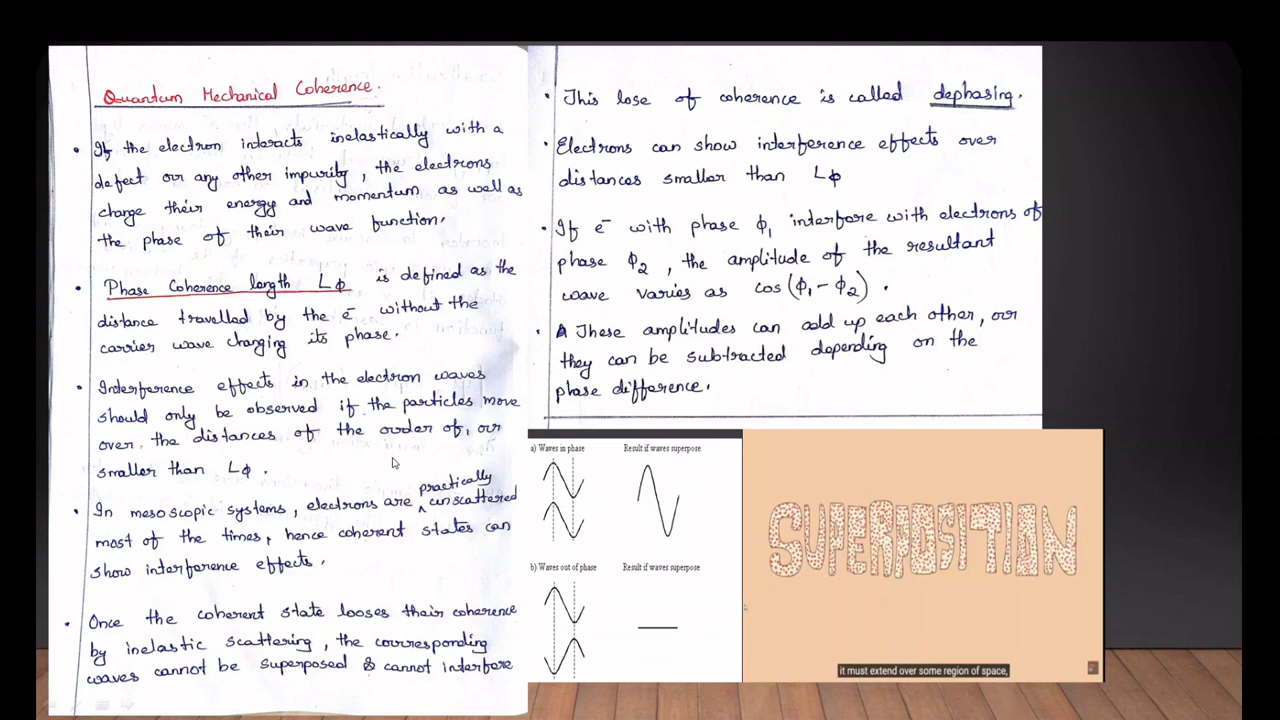 Quantum Mechanical Coherence.
• If the electron interacts inelastically with a
defect or any other impurity, the electrons
change their energy and momentum as well as
the phase of their wave function.
• Phase Coherence length Lϕ is defined as the
distance travelled by the e⁻ without the
carrier wave changing its phase.
• Interference effects in the electron waves
should only be observed if the particles move
over the distances of the order of, or
smaller than Lϕ.
• In mesoscopic systems, electrons are practically unscattered
most of the times, hence coherent states can
show interference effects.
• Once the coherent state looses their coherence
by inelastic scattering, the corresponding
waves cannot be superposed & cannot interfere
• This lose of coherence is called dephasing.
• Electrons can show interference effects over
distances smaller than Lϕ
• If e⁻ with phase ϕ₁ interfere with electrons of
phase ϕ₂, the amplitude of the resultant
wave varies as cos(ϕ₁-ϕ₂).
• These amplitudes can add up each other, or
they can be subtracted depending on the
phase difference.
a) Waves in phase Result if waves superpose
b) Waves out of phase Result if waves superpose
SUPERPOSITION
it must extend over some region of space,